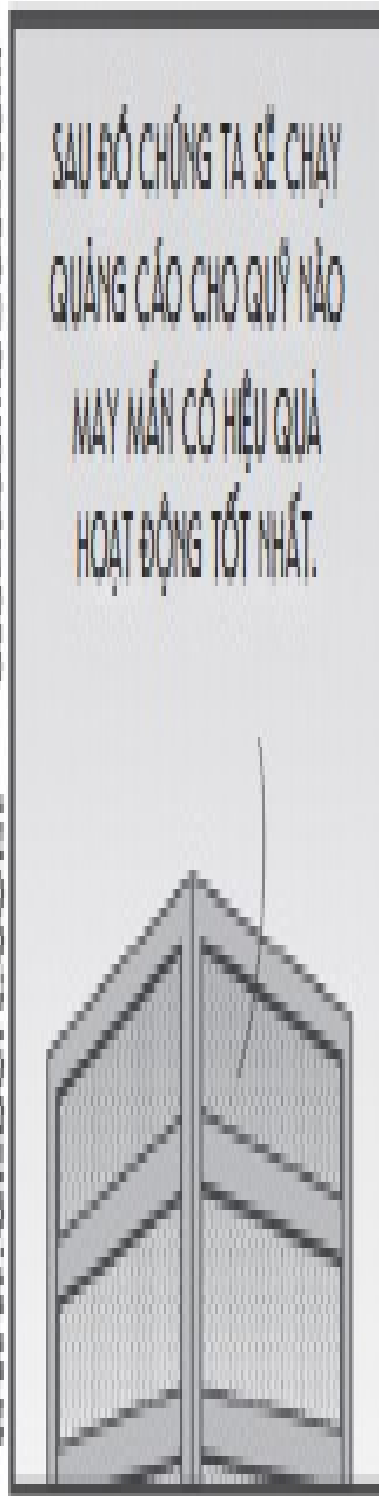 SAU ĐÓ CHÚNG TA SẼ CHẠY
QUẢNG CÁO CHO QUỸ NÀO
MAY MẮN CÓ HIỆU QUẢ
HOẠT ĐỘNG TỐT NHẤT.